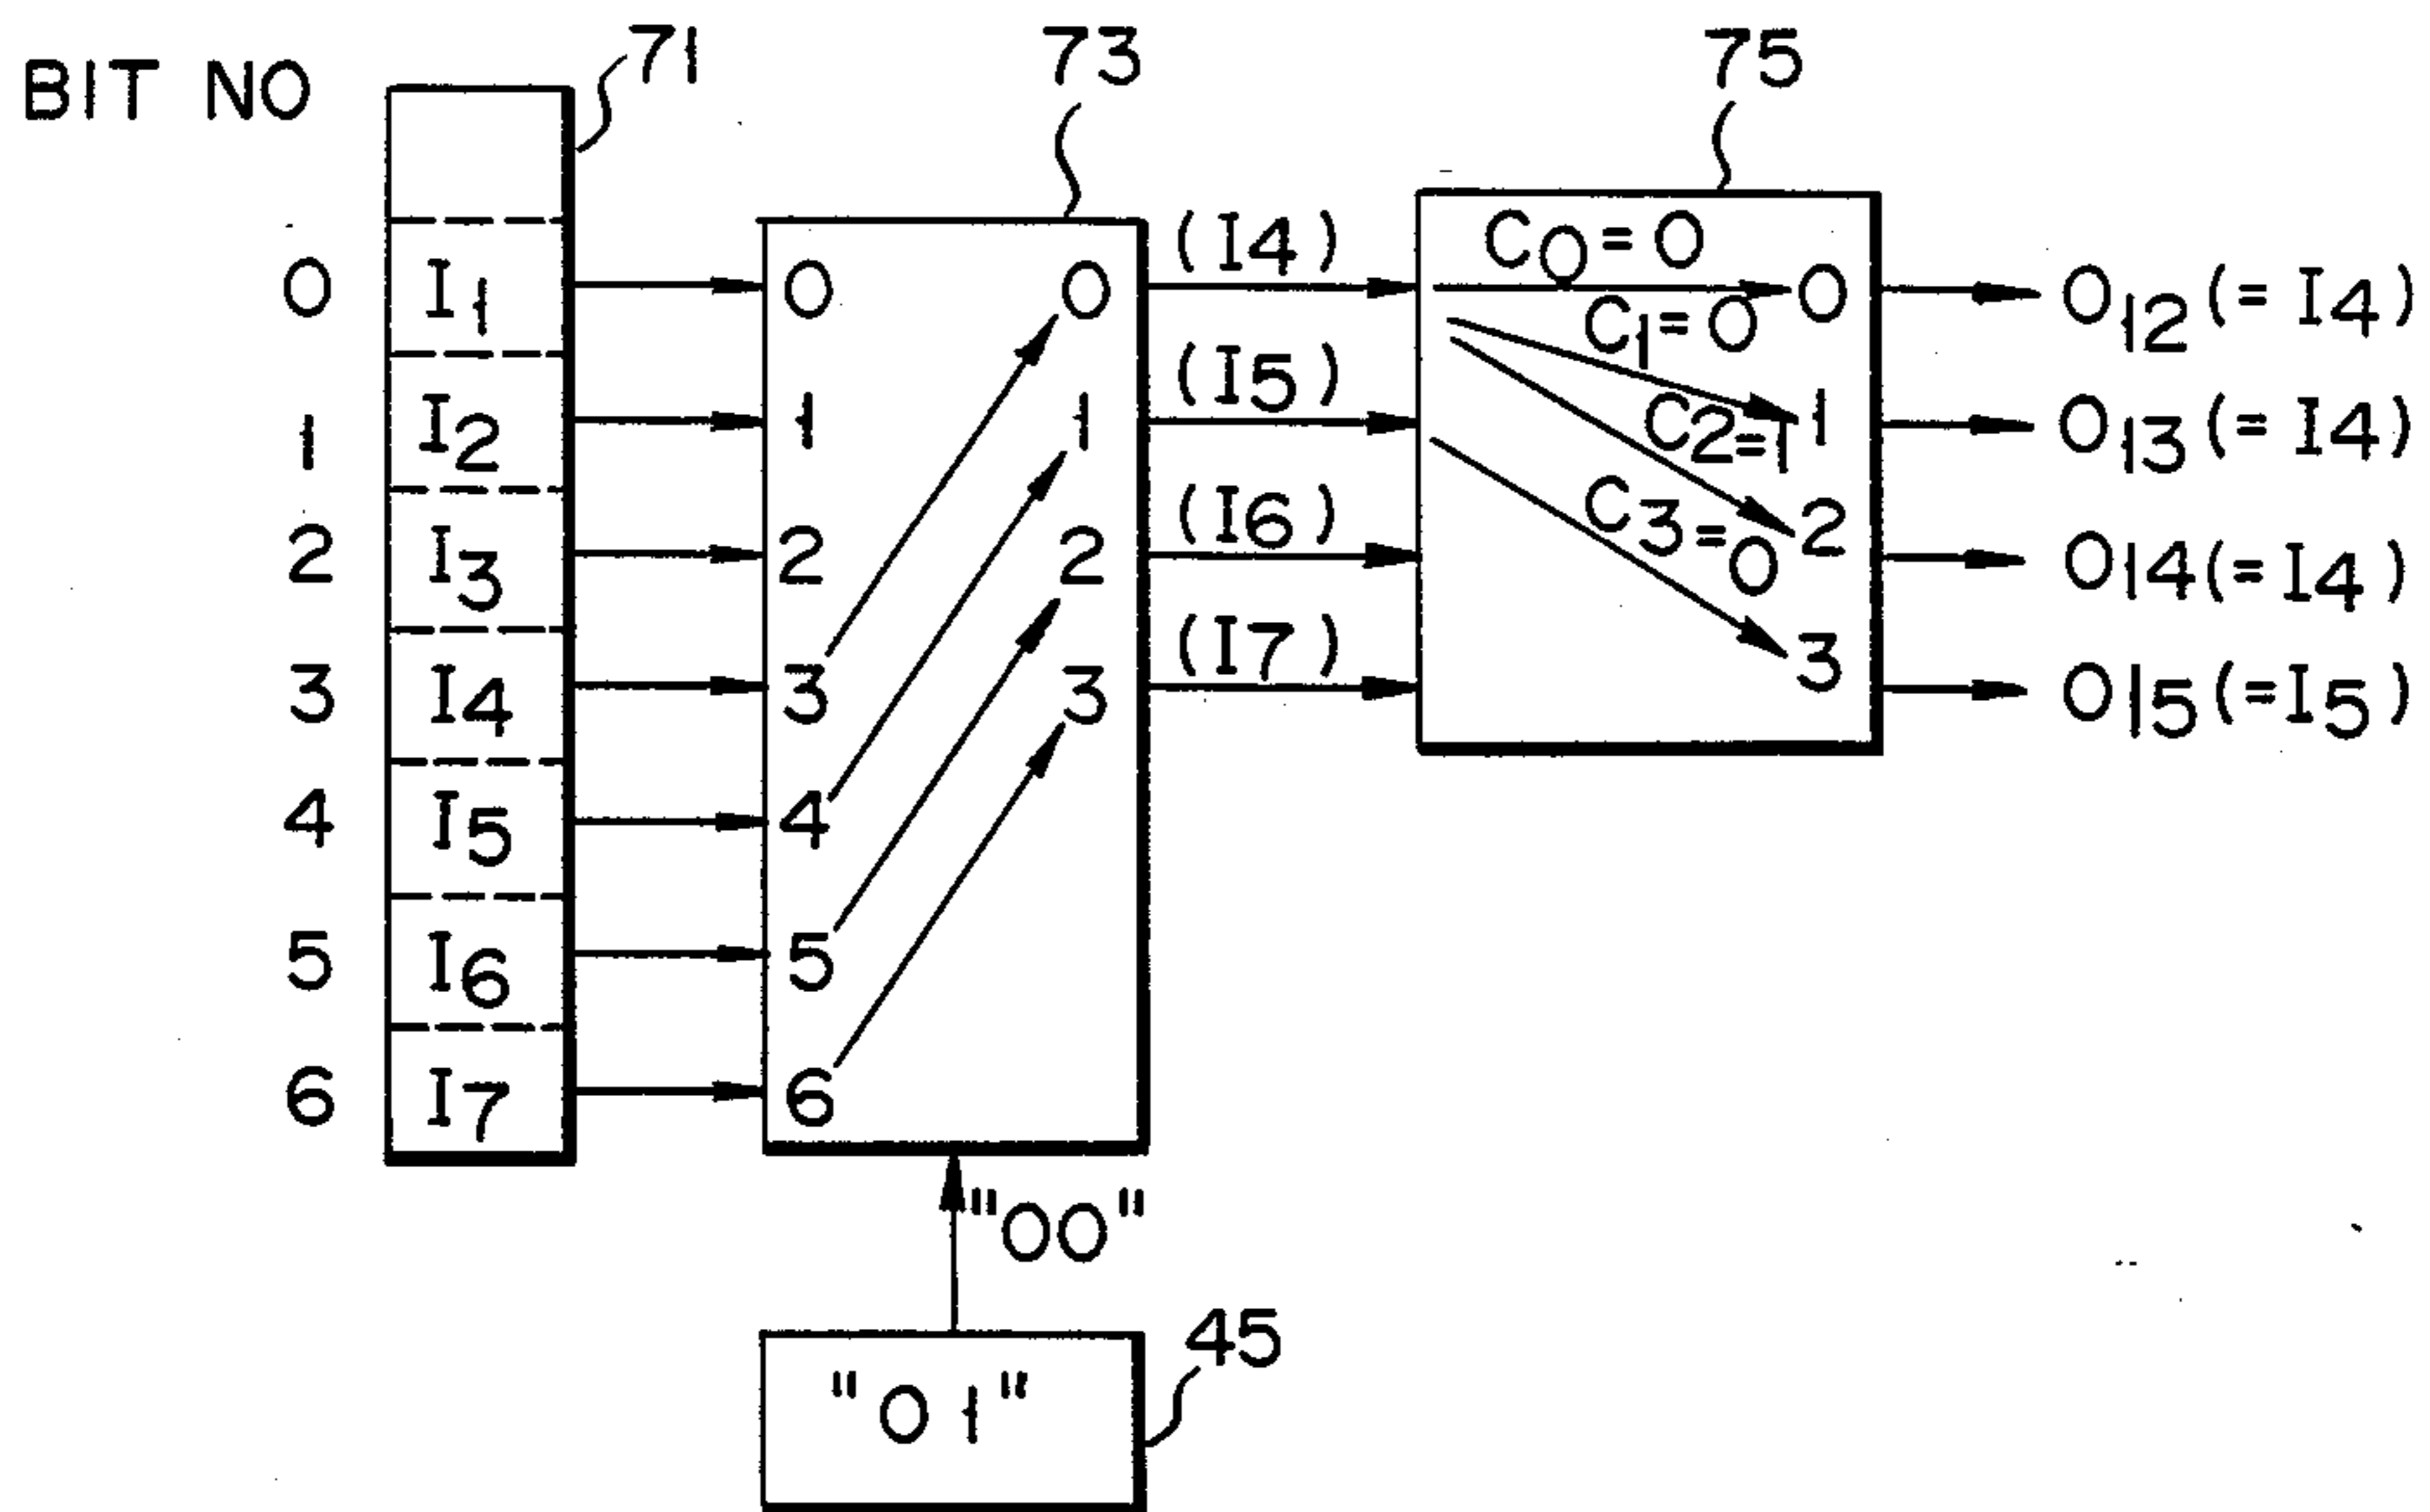 71 73 75
BIT NO
(I4) C0=0
0 I1 0 0 0 O12(=I4)
C1=0
(I5)
1 I2 1 1 C2=1 1 O13(=I4)
(I6) C3=0
2 I3 2 2 2 O14(=I4)
(I7)
3 I4 3 3 3 O15(=I5)
4 I5 4
5 I6 5
6 I7 6
"00"
45
"01"